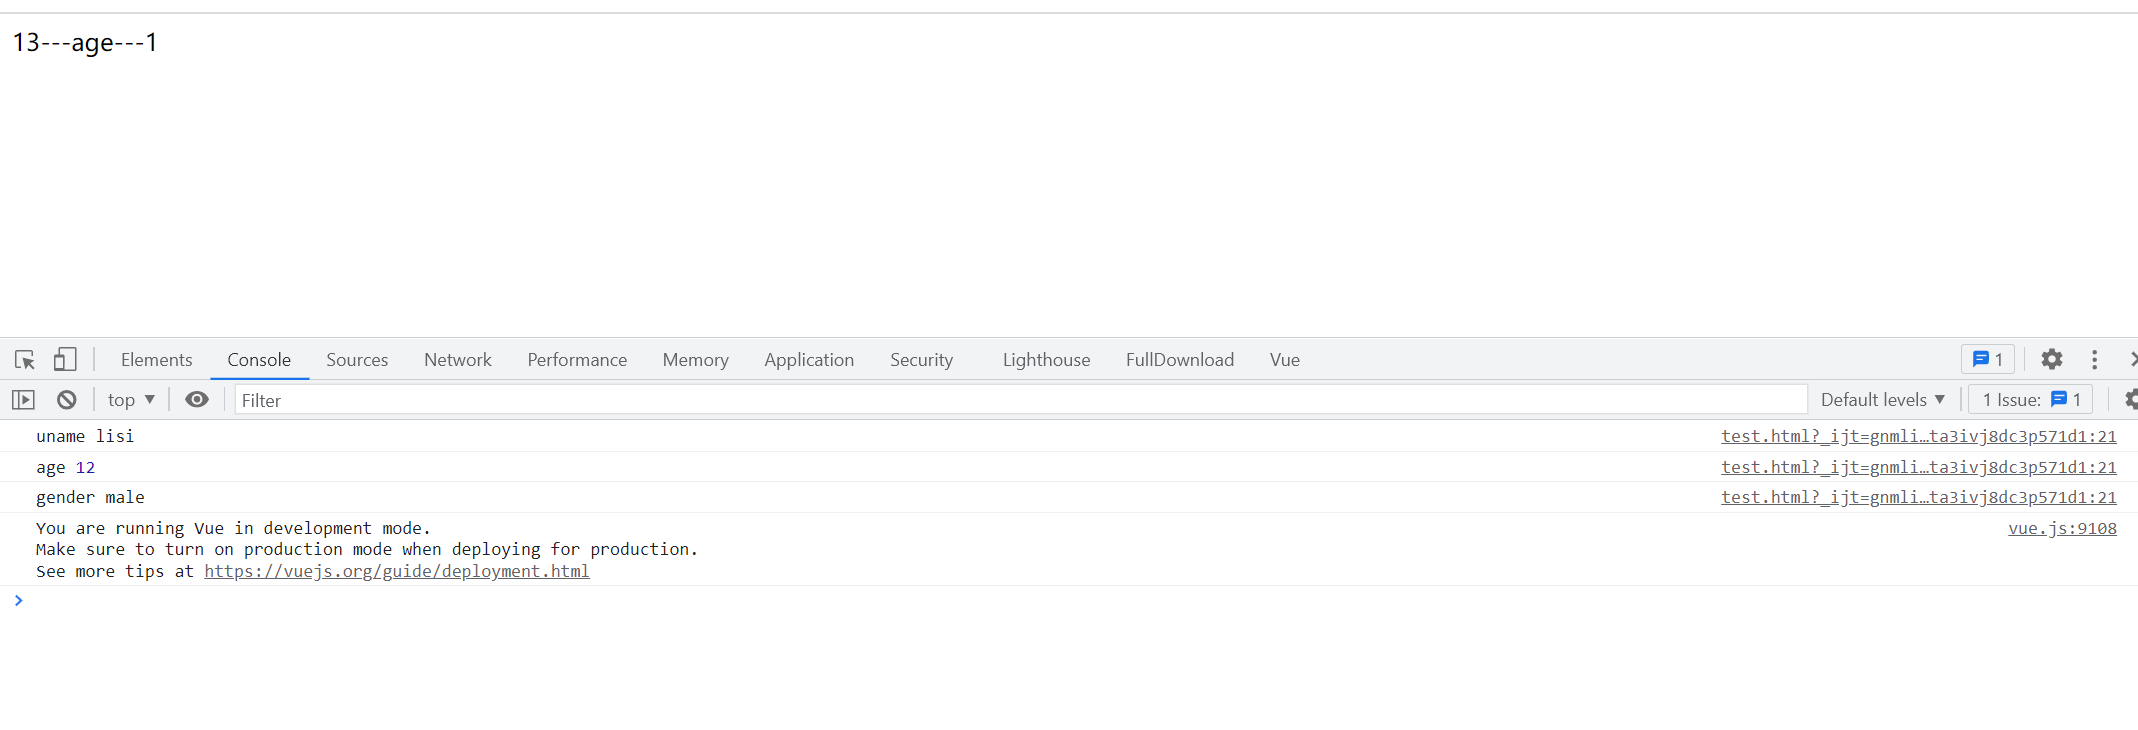 13---age---1
Elements Console Sources Network Performance Memory Application Security Lighthouse FullDownload Vue 1
top Filter Default levels 1 Issue: 1
uname lisi test.html?_ijt=gnmli…ta3ivj8dc3p571d1:21
age 12 test.html?_ijt=gnmli…ta3ivj8dc3p571d1:21
gender male test.html?_ijt=gnmli…ta3ivj8dc3p571d1:21
You are running Vue in development mode. vue.js:9108
Make sure to turn on production mode when deploying for production.
See more tips at https://vuejs.org/guide/deployment.html